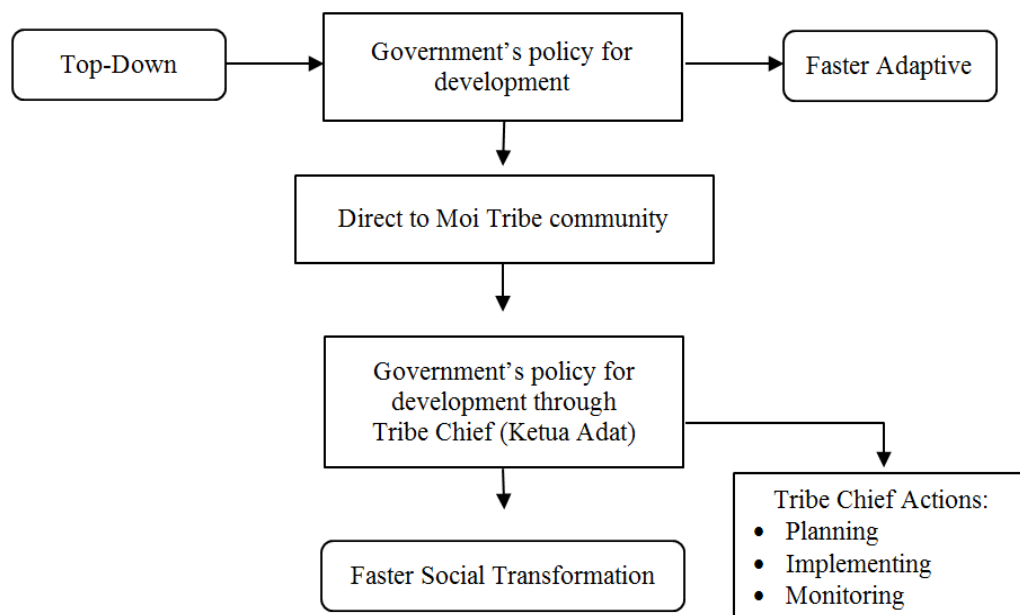 Top-Down
Government’s policy for
development
Faster Adaptive
Direct to Moi Tribe community
Government’s policy for
development through
Tribe Chief (Ketua Adat)
Tribe Chief Actions:
• Planning
• Implementing
• Monitoring
Faster Social Transformation